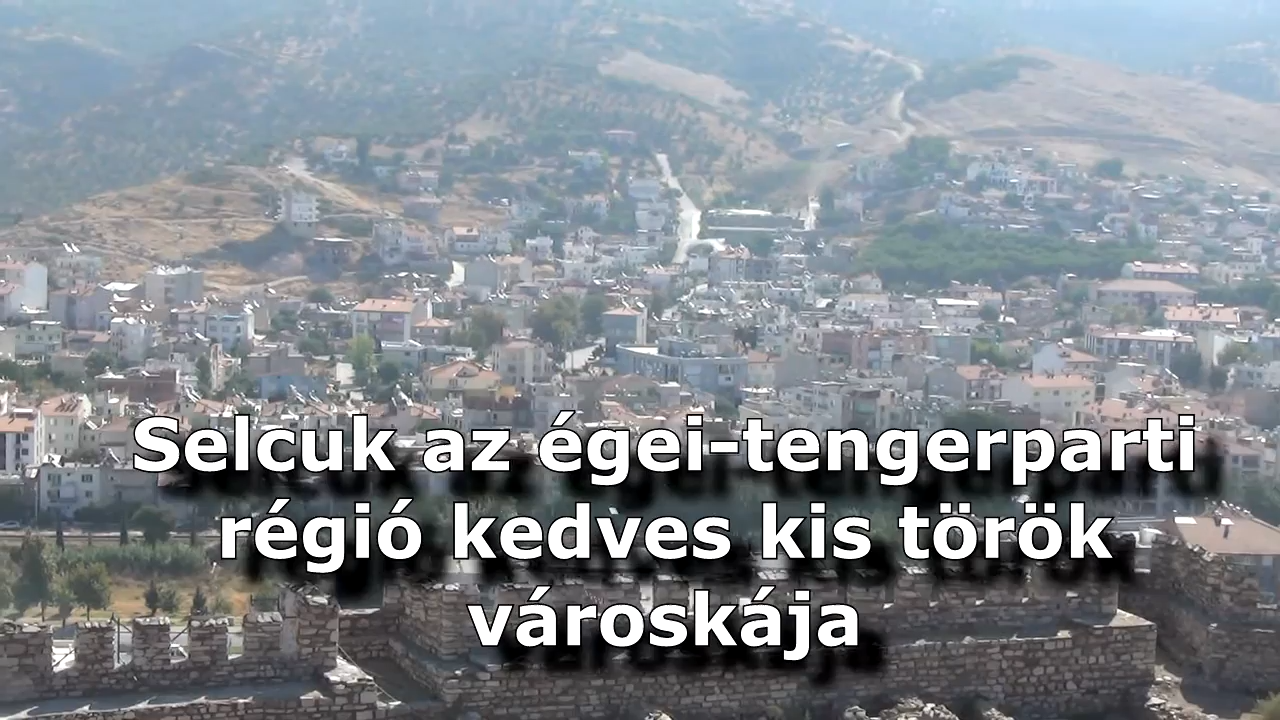 Selcuk az égei-tengerparti
régió kedves kis török
városkája